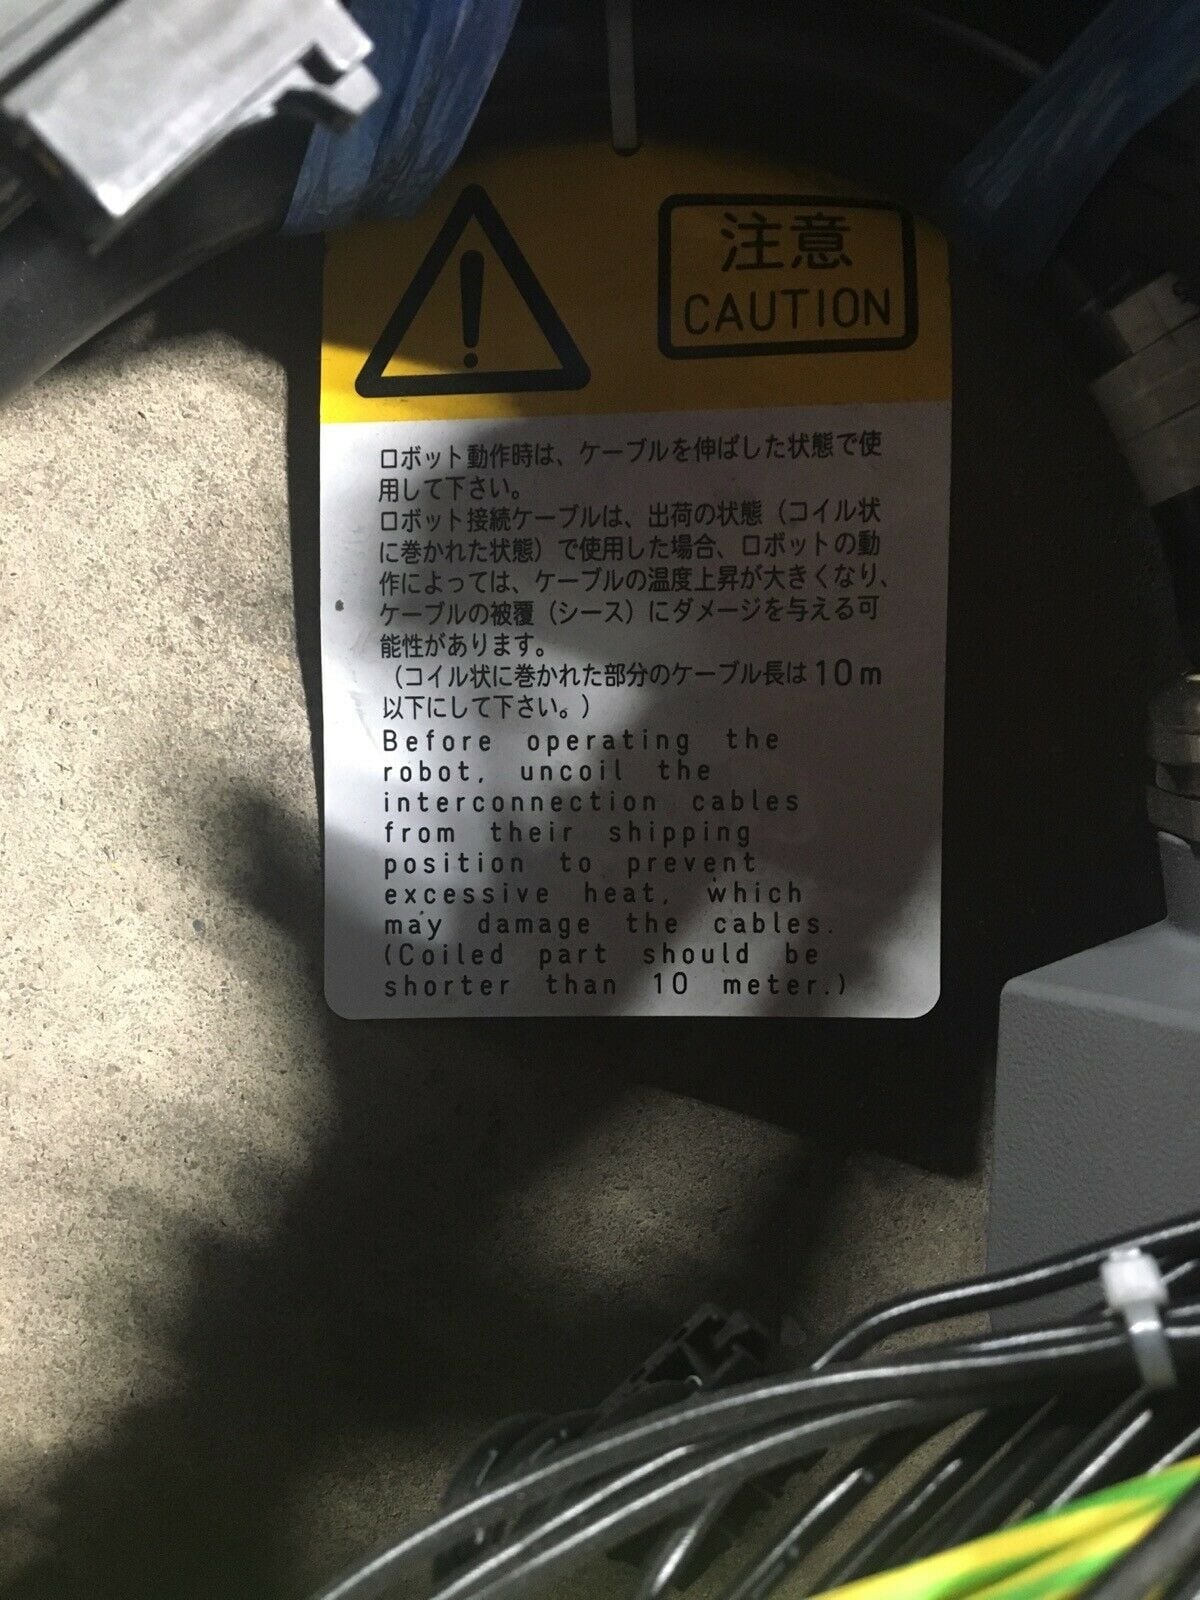 注意
CAUTION
ロボット動作時は、ケーブルを伸ばした状態で使
用して下さい。
ロボット接続ケーブルは、出荷の状態（コイル状
に巻かれた状態）で使用した場合、ロボットの動
作によっては、ケーブルの温度上昇が大きくなり、
ケーブルの被覆（シース）にダメージを与える可
能性があります。
（コイル状に巻かれた部分のケーブル長は10m
以下にして下さい。）
Before operating the
robot, uncoil the
interconnection cables
from their shipping
position to prevent
excessive heat, which
may damage the cables.
(Coiled part should be
shorter than 10 meter.)